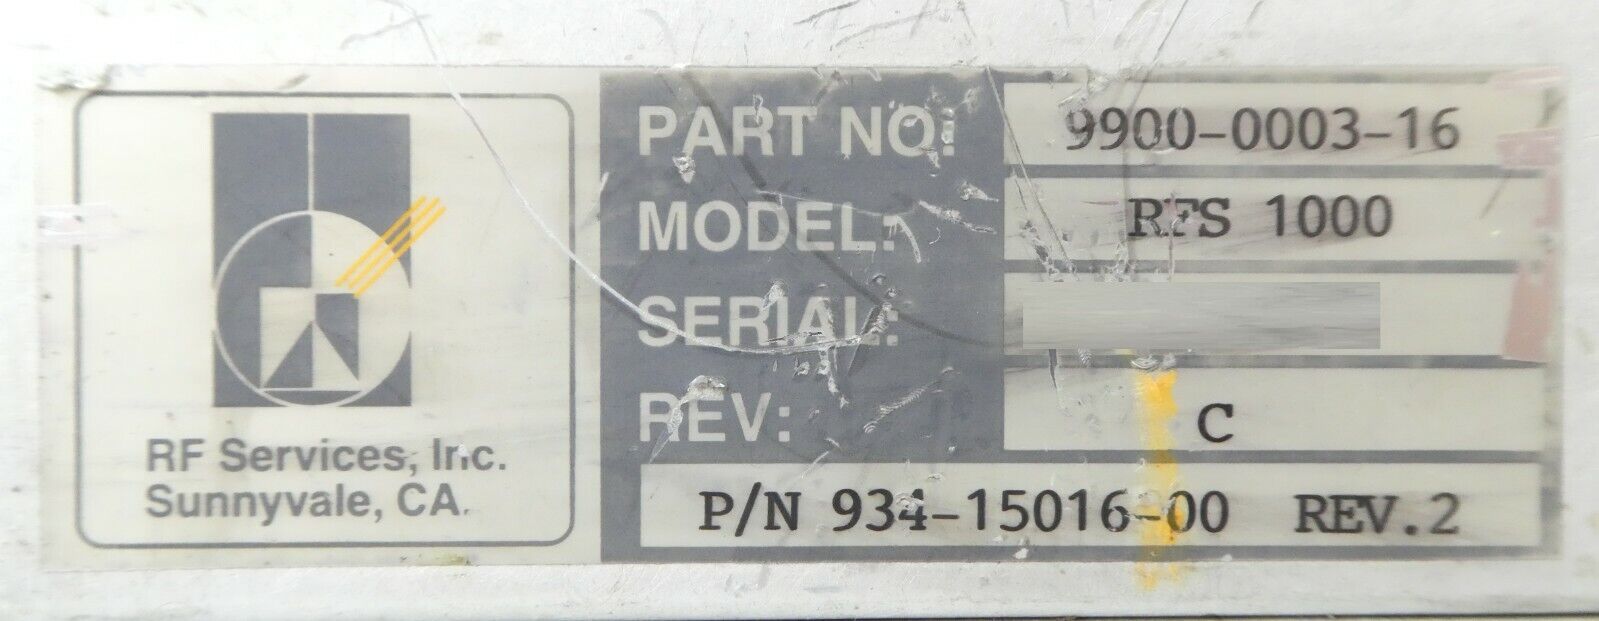 PART NO: 9900-0003-16
MODEL: RFS 1000
SERIAL:
REV: C
P/N 934-15016-00 REV.2
RF Services, Inc.
Sunnyvale, CA.